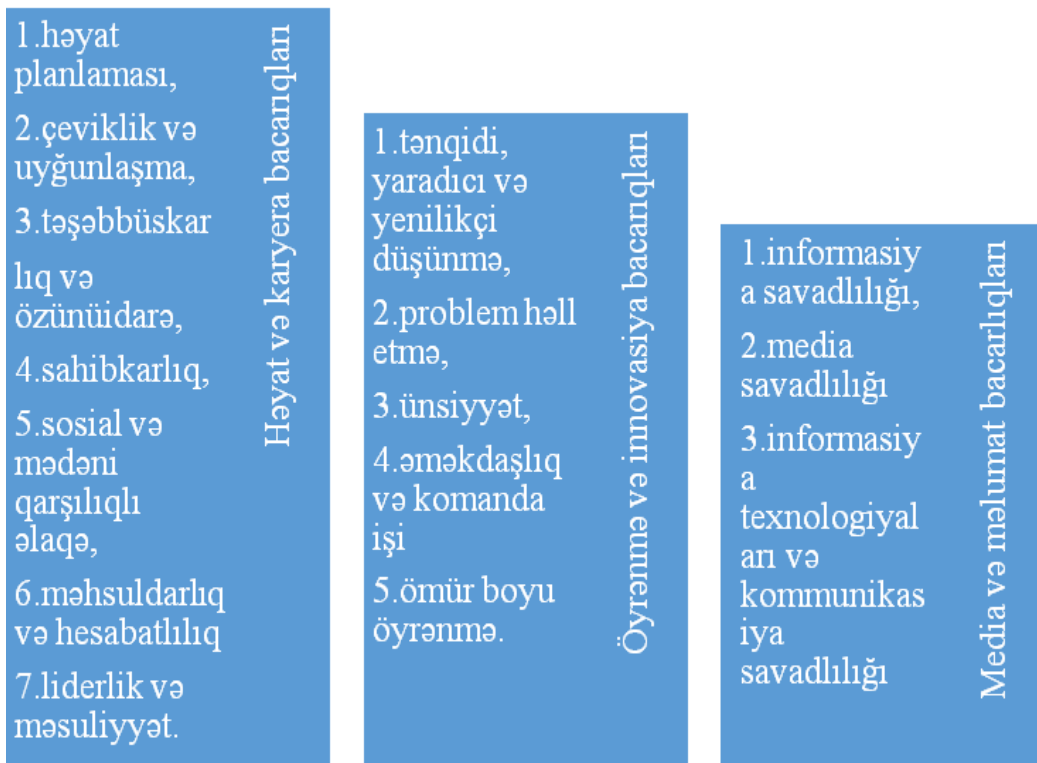 1.həyat
planlaması,
2.çeviklik və
uyğunlaşma,
3.təşəbbüskar
lıq və
özünüidarə,
4.sahibkarlıq,
5.sosial və
mədəni
qarşılıqlı
əlaqə,
6.məhsuldarlıq
və hesabatlılıq
7.liderlik və
məsuliyyət.
Həyat və karyera bacarıqları
1.tənqidi,
yaradıcı və
yenilikçi
düşünmə,
2.problem həll
etmə,
3.ünsiyyət,
4.əməkdaşlıq
və komanda
işi
5.ömür boyu
öyrənmə.
Öyrənmə və innovasiya bacarıqları
1.informasiy
a savadlılığı,
2.media
savadlılığı
3.informasiy
a
texnologiyal
arı və
kommunikas
iya
savadlılığı
Media və məlumat bacarlıqları